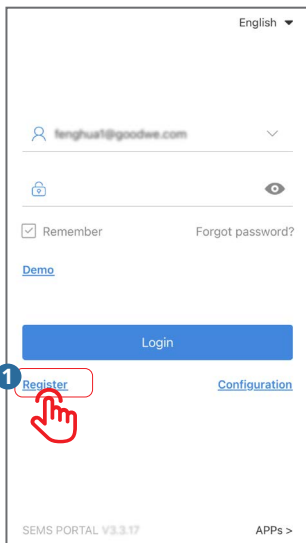 English
fenghua1@goodwe.com
Remember Forgot password?
Demo
Login
1
Register Configuration
SEMS PORTAL V3.3.17 APPs >